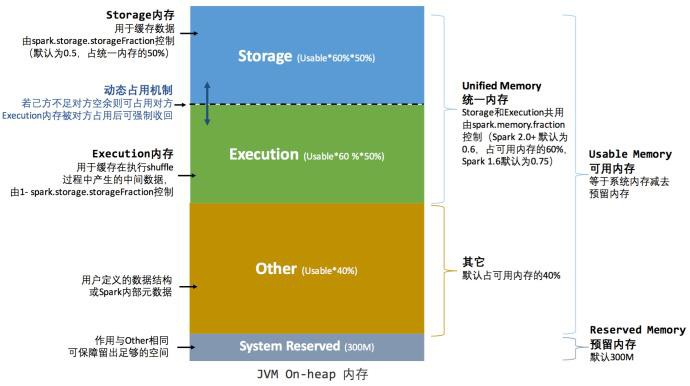 Storage内存
用于缓存数据
由spark.storage.storageFraction控制
（默认为0.5，占统一内存的50%）
动态占用机制
若己方不足对方空余则可占用对方
Execution内存被对方占用后可强制收回
Execution内存
用于缓存在执行shuffle
过程中产生的中间数据，
由1- spark.storage.storageFraction控制
用户定义的数据结构
或Spark内部元数据
作用与Other相同
可保障留出足够的空间
Storage (Usable*60%*50%)
Execution (Usable*60 %*50%)
Other (Usable*40%)
System Reserved (300M)
JVM On-heap 内存
Unified Memory
统一内存
Storage和Execution共用
由spark.memory.fraction
控制（Spark 2.0+ 默认为
0.6，占可用内存的60%，
Spark 1.6默认为0.75）
其它
默认占可用内存的40%
Usable Memory
可用内存
等于系统内存减去
预留内存
Reserved Memory
预留内存
默认300M